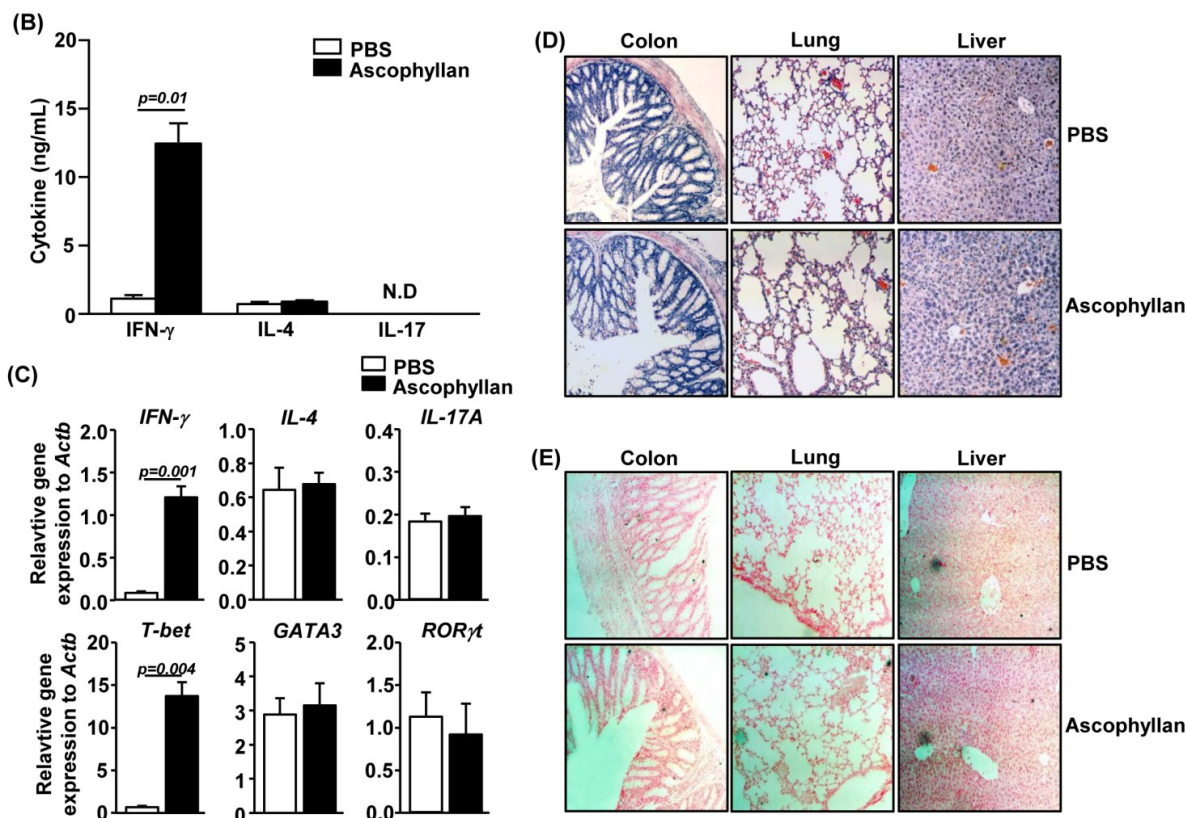 (B)
20
15
10
5
0
Cytokine (ng/mL)
PBS
Ascophyllan
p=0.01
N.D
IFN-γ IL-4 IL-17
(C)
PBS
Ascophyllan
Relavtive gene
expression to Actb
IFN-γ IL-4 IL-17A
2.0
1.5
1.0
0.5
0.0
p=0.001
1.0
0.8
0.6
0.4
0.2
0.0
0.4
0.3
0.2
0.1
0.0
Relavtive gene
expression to Actb
T-bet GATA3 RORγt
20
15
10
5
0
p=0.004
5
4
3
2
1
0
2.0
1.5
1.0
0.5
0.0
(D)
Colon Lung Liver
PBS
Ascophyllan
(E)
Colon Lung Liver
PBS
Ascophyllan